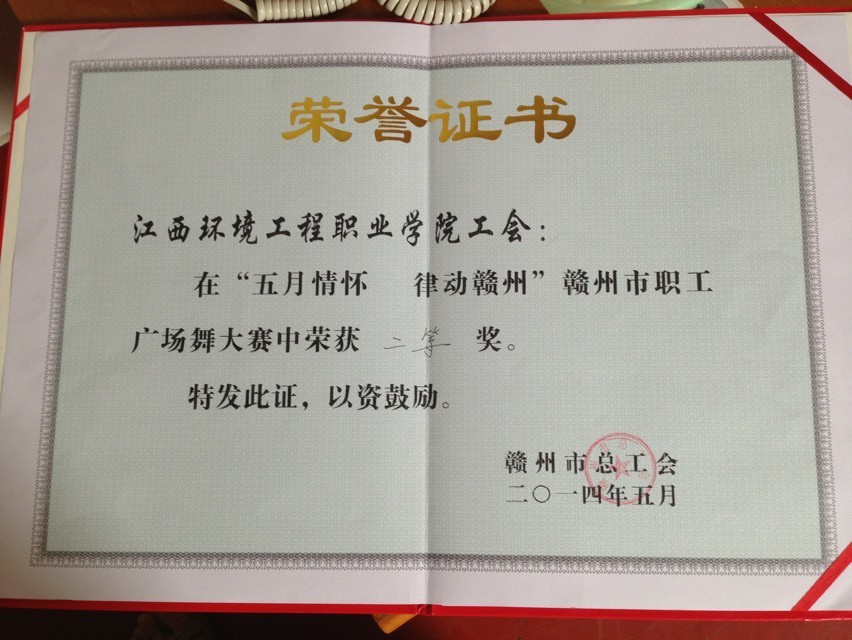 荣誉证书
江西环境工程职业学院工会：
在“五月情怀 律动赣州”赣州市职工
广场舞大赛中荣获 二等 奖。
特发此证，以资鼓励。
赣州市总工会
二〇一四年五月